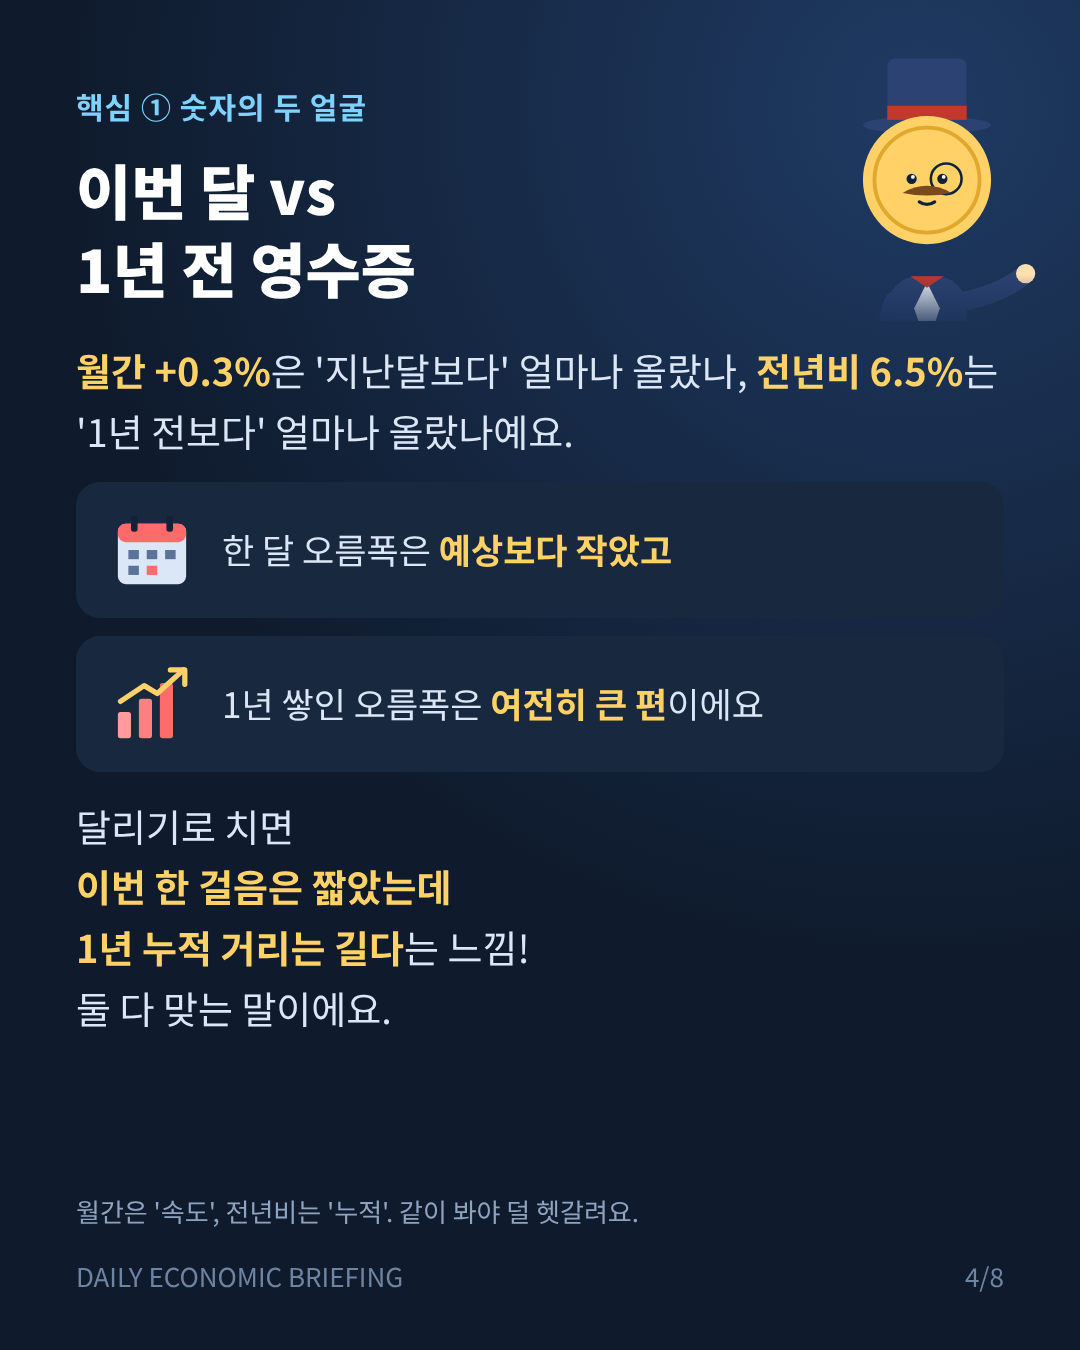 핵심 ① 숫자의 두 얼굴
이번 달 vs
1년 전 영수증
월간 +0.3%은 '지난달보다' 얼마나 올랐나, 전년비 6.5%는
'1년 전보다' 얼마나 올랐나예요.
한 달 오름폭은 예상보다 작았고
1년 쌓인 오름폭은 여전히 큰 편이에요
달리기로 치면
이번 한 걸음은 짧았는데
1년 누적 거리는 길다는 느낌!
둘 다 맞는 말이에요.
월간은 '속도', 전년비는 '누적'. 같이 봐야 덜 헷갈려요.
DAILY ECONOMIC BRIEFING
4/8